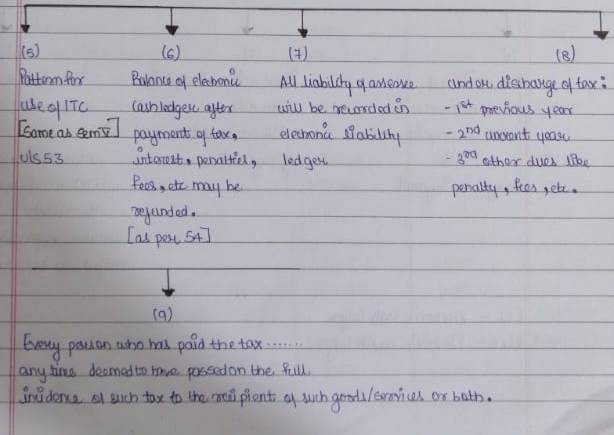 (5)
Pattern for
use of ITC
[Same as Sem V]
u/s 53
(6)
Balance of electronic
cash ledger after
payment of tax,
interest, penalties,
fees, etc may be
refunded.
[as per 54]
(7)
All liability of assessee
will be recorded in
electronic liability
ledger
(8)
order discharge of tax:
- 1st previous year
- 2nd current year
- 3rd other dues like
penalty, fees, etc.
(9)
Every person who has paid the tax .......
any time deemed to have passed on the full
incidence of such tax to the recipient of such goods/services or both.